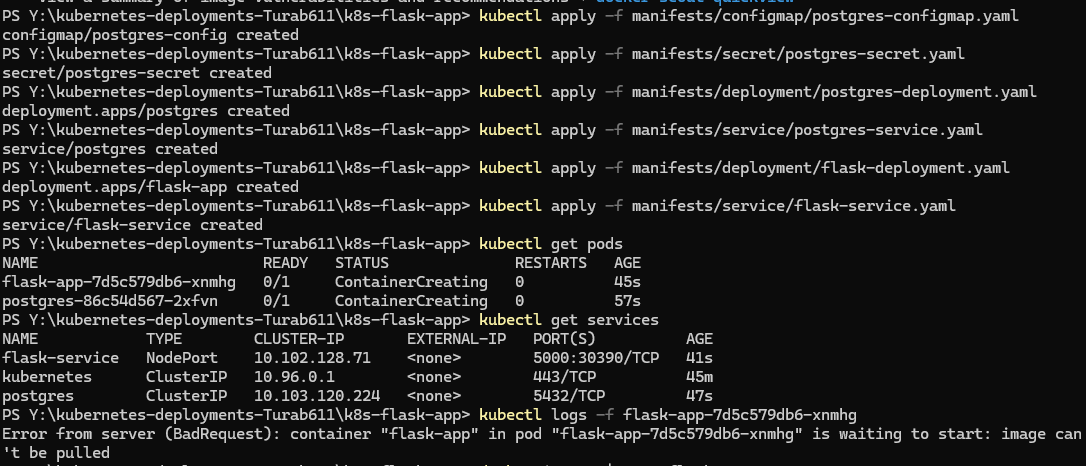 View a summary of image vulnerabilities and recommendations → docker scout quickview
PS Y:\kubernetes-deployments-Turab611\k8s-flask-app> kubectl apply -f manifests/configmap/postgres-configmap.yaml
configmap/postgres-config created
PS Y:\kubernetes-deployments-Turab611\k8s-flask-app> kubectl apply -f manifests/secret/postgres-secret.yaml
secret/postgres-secret created
PS Y:\kubernetes-deployments-Turab611\k8s-flask-app> kubectl apply -f manifests/deployment/postgres-deployment.yaml
deployment.apps/postgres created
PS Y:\kubernetes-deployments-Turab611\k8s-flask-app> kubectl apply -f manifests/service/postgres-service.yaml
service/postgres created
PS Y:\kubernetes-deployments-Turab611\k8s-flask-app> kubectl apply -f manifests/deployment/flask-deployment.yaml
deployment.apps/flask-app created
PS Y:\kubernetes-deployments-Turab611\k8s-flask-app> kubectl apply -f manifests/service/flask-service.yaml
service/flask-service created
PS Y:\kubernetes-deployments-Turab611\k8s-flask-app> kubectl get pods
NAME                         READY   STATUS              RESTARTS   AGE
flask-app-7d5c579db6-xnmhg   0/1     ContainerCreating   0          45s
postgres-86c54d567-2xfvn     0/1     ContainerCreating   0          57s
PS Y:\kubernetes-deployments-Turab611\k8s-flask-app> kubectl get services
NAME            TYPE        CLUSTER-IP       EXTERNAL-IP   PORT(S)          AGE
flask-service   NodePort    10.102.128.71    <none>        5000:30390/TCP   41s
kubernetes      ClusterIP   10.96.0.1        <none>        443/TCP          45m
postgres        ClusterIP   10.103.120.224   <none>        5432/TCP         47s
PS Y:\kubernetes-deployments-Turab611\k8s-flask-app> kubectl logs -f flask-app-7d5c579db6-xnmhg
Error from server (BadRequest): container "flask-app" in pod "flask-app-7d5c579db6-xnmhg" is waiting to start: image can
't be pulled